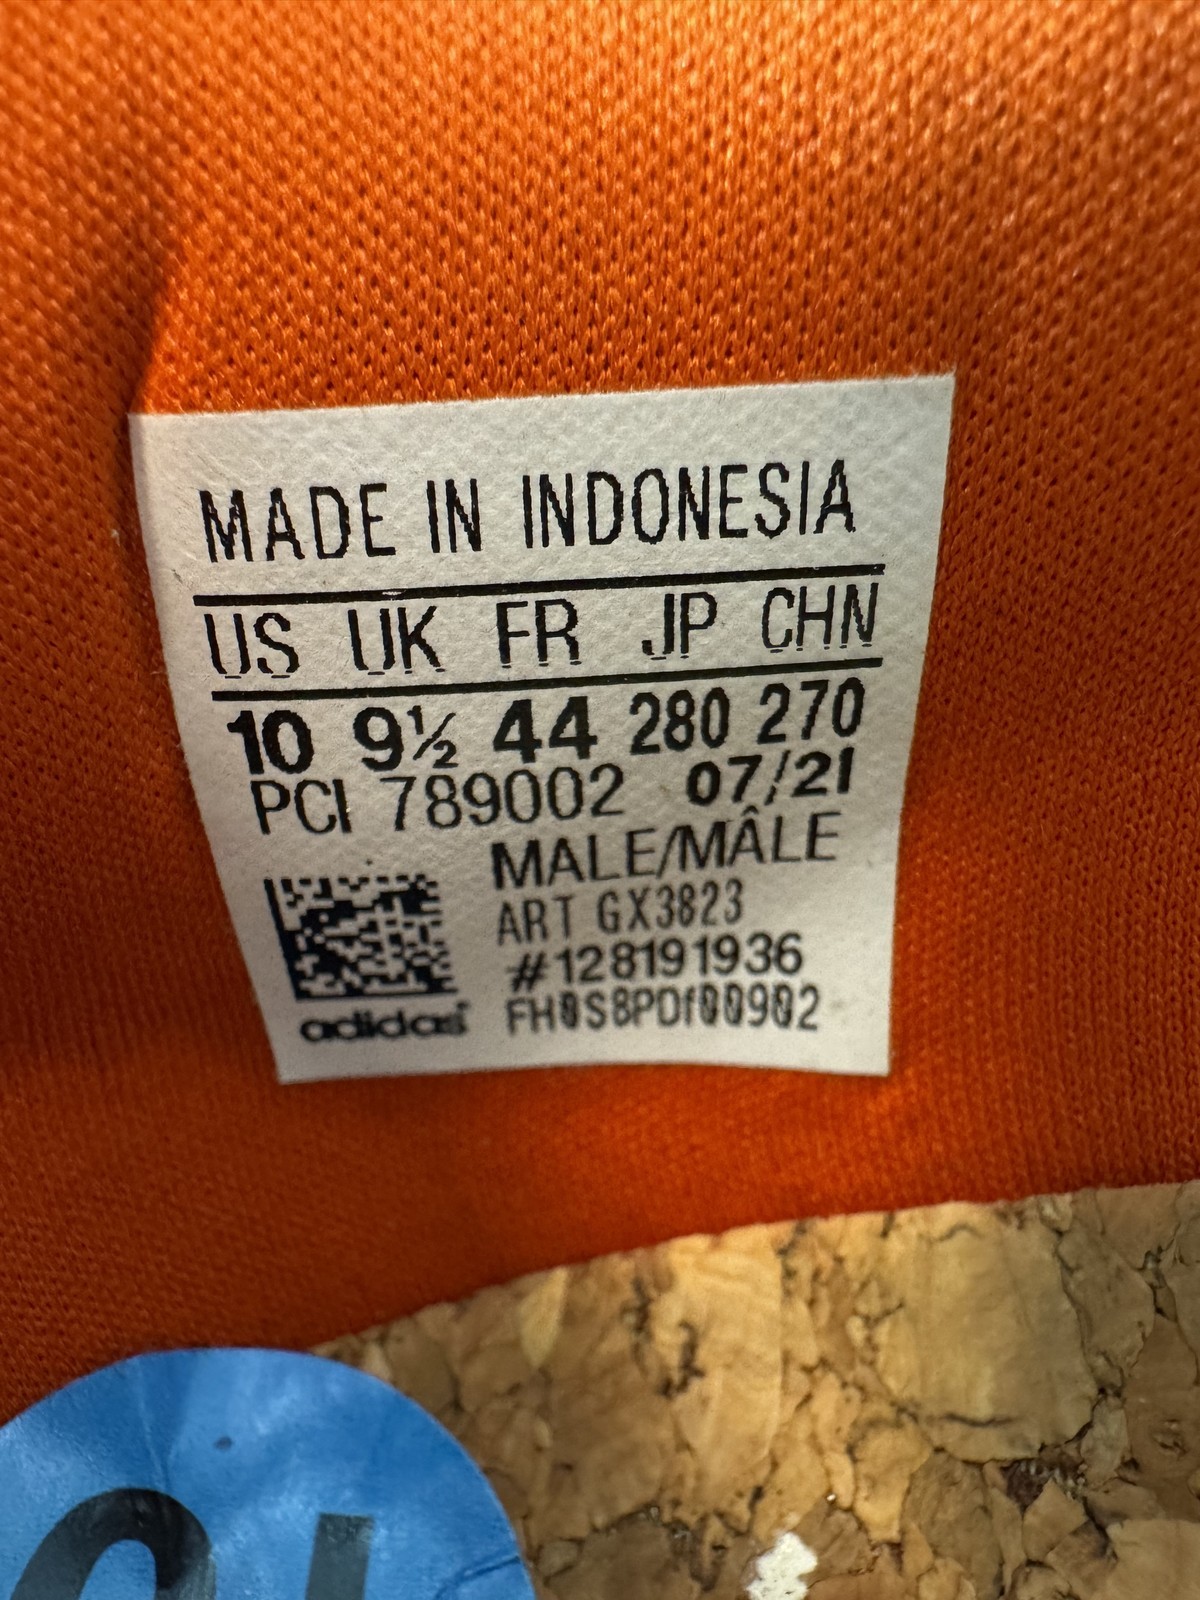 MADE IN INDONESIA
US UK FR JP CHN
10 9½ 44 280 270
PCI 789002 07/21
MALE/MÂLE
ART GX3823
#128191936
FH0S8PDf00902
adidas